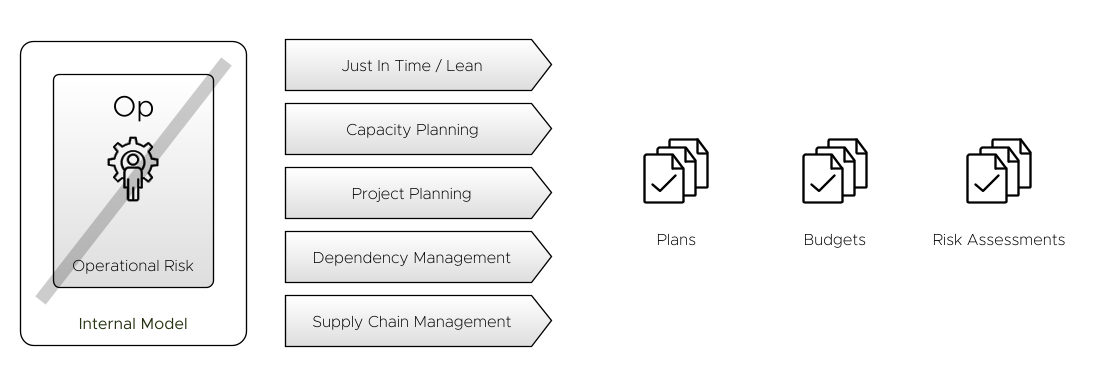 Op
Operational Risk
Internal Model
Just In Time / Lean
Capacity Planning
Project Planning
Dependency Management
Supply Chain Management
Plans
Budgets
Risk Assessments